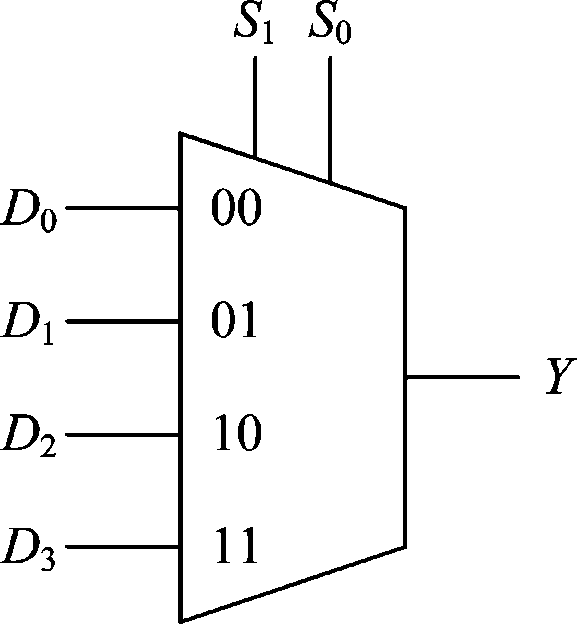 S₁ S₀
D₀ 00
D₁ 01
Y
D₂ 10
D₃ 11